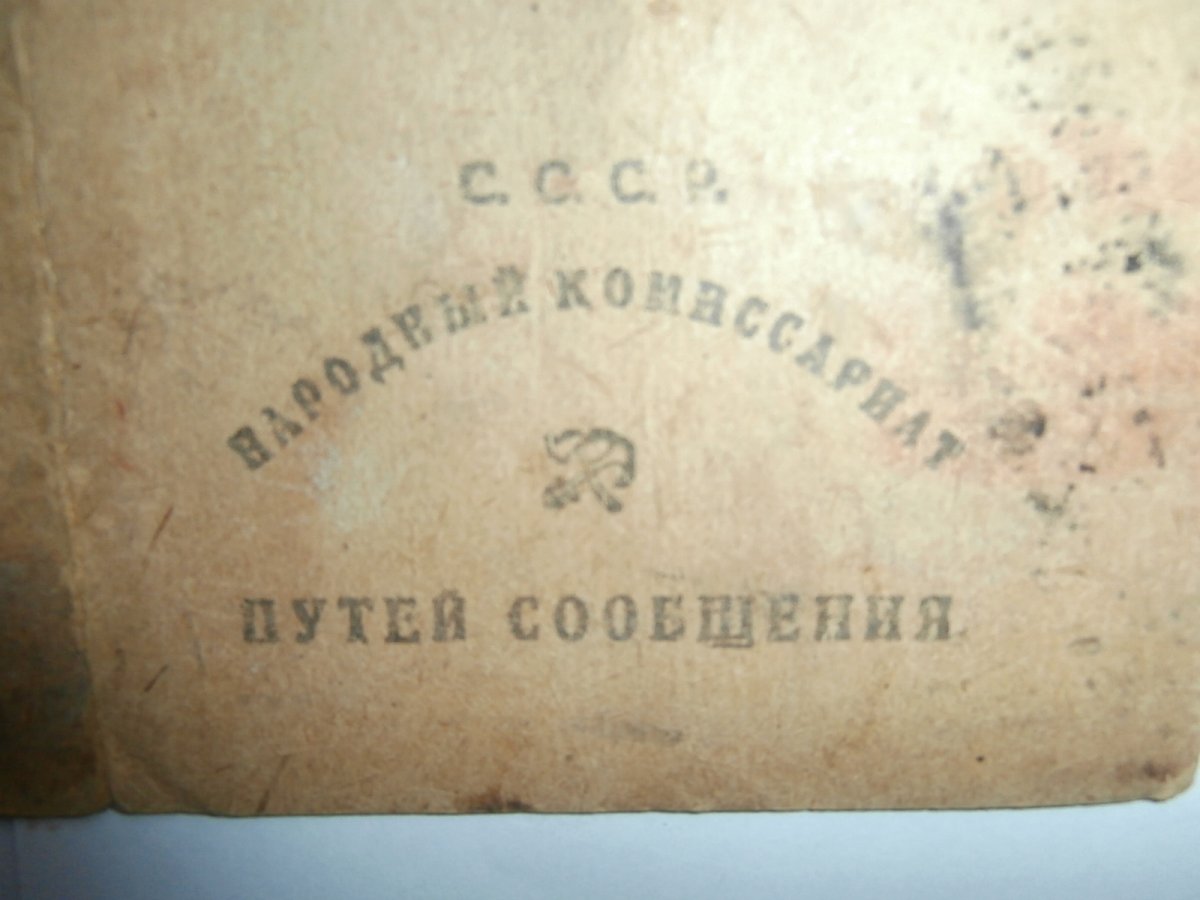 С. С. С. Р.
НАРОДНЫЙ КОМИССАРИАТ
ПУТЕЙ СООБЩЕНИЯ